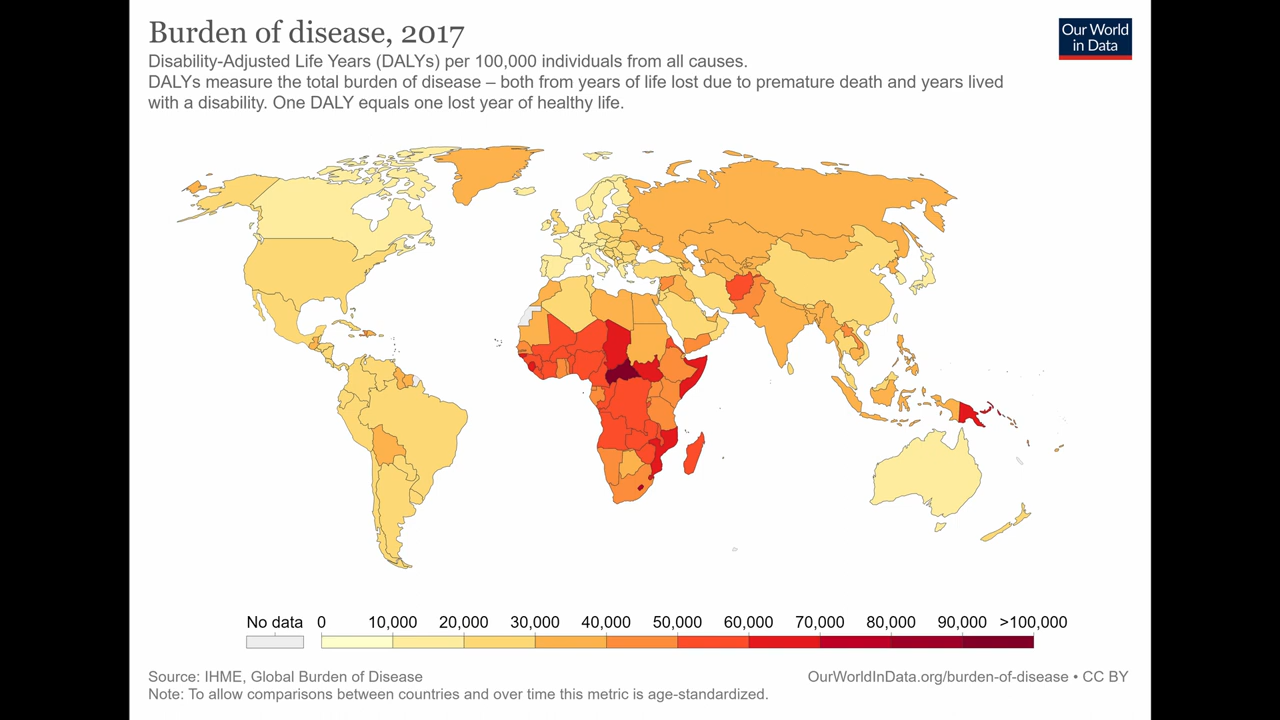 Burden of disease, 2017
Our World
in Data
Disability-Adjusted Life Years (DALYs) per 100,000 individuals from all causes.
DALYs measure the total burden of disease – both from years of life lost due to premature death and years lived
with a disability. One DALY equals one lost year of healthy life.
No data 0 10,000 20,000 30,000 40,000 50,000 60,000 70,000 80,000 90,000 >100,000
Source: IHME, Global Burden of Disease OurWorldInData.org/burden-of-disease • CC BY
Note: To allow comparisons between countries and over time this metric is age-standardized.